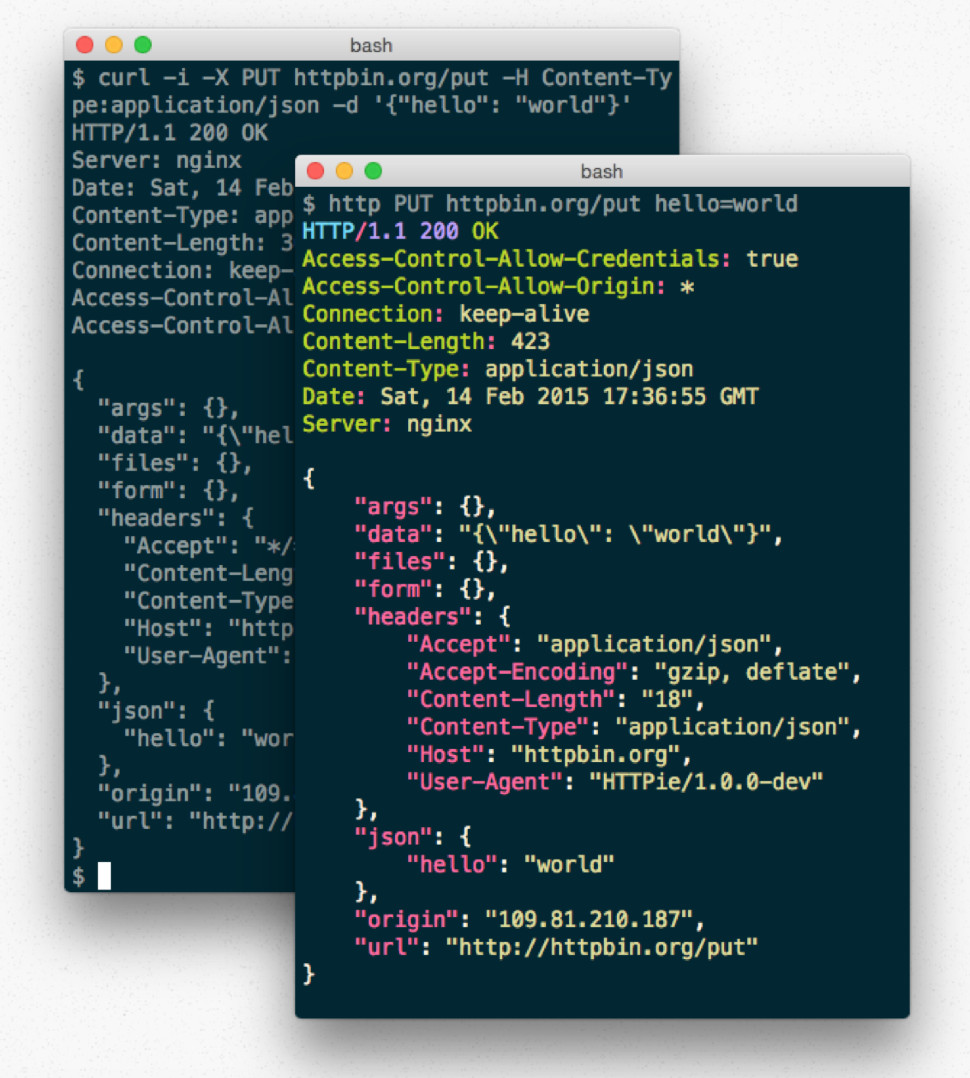 bash
$ curl -i -X PUT httpbin.org/put -H Content-Ty
pe:application/json -d '{"hello": "world"}'
HTTP/1.1 200 OK
Server: nginx
Date: Sat, 14 Feb
Content-Type: app
Content-Length: 3
Connection: keep-
Access-Control-Al
Access-Control-Al
{
"args": {},
"data": "{\"hel
"files": {},
"form": {},
"headers": {
"Accept": "*/
"Content-Leng
"Content-Type
"Host": "http
"User-Agent":
},
"json": {
"hello": "wor
},
"origin": "109.
"url": "http://
}
$
bash
$ http PUT httpbin.org/put hello=world
HTTP/1.1 200 OK
Access-Control-Allow-Credentials: true
Access-Control-Allow-Origin: *
Connection: keep-alive
Content-Length: 423
Content-Type: application/json
Date: Sat, 14 Feb 2015 17:36:55 GMT
Server: nginx
{
"args": {},
"data": "{\"hello\": \"world\"}",
"files": {},
"form": {},
"headers": {
"Accept": "application/json",
"Accept-Encoding": "gzip, deflate",
"Content-Length": "18",
"Content-Type": "application/json",
"Host": "httpbin.org",
"User-Agent": "HTTPie/1.0.0-dev"
},
"json": {
"hello": "world"
},
"origin": "109.81.210.187",
"url": "http://httpbin.org/put"
}